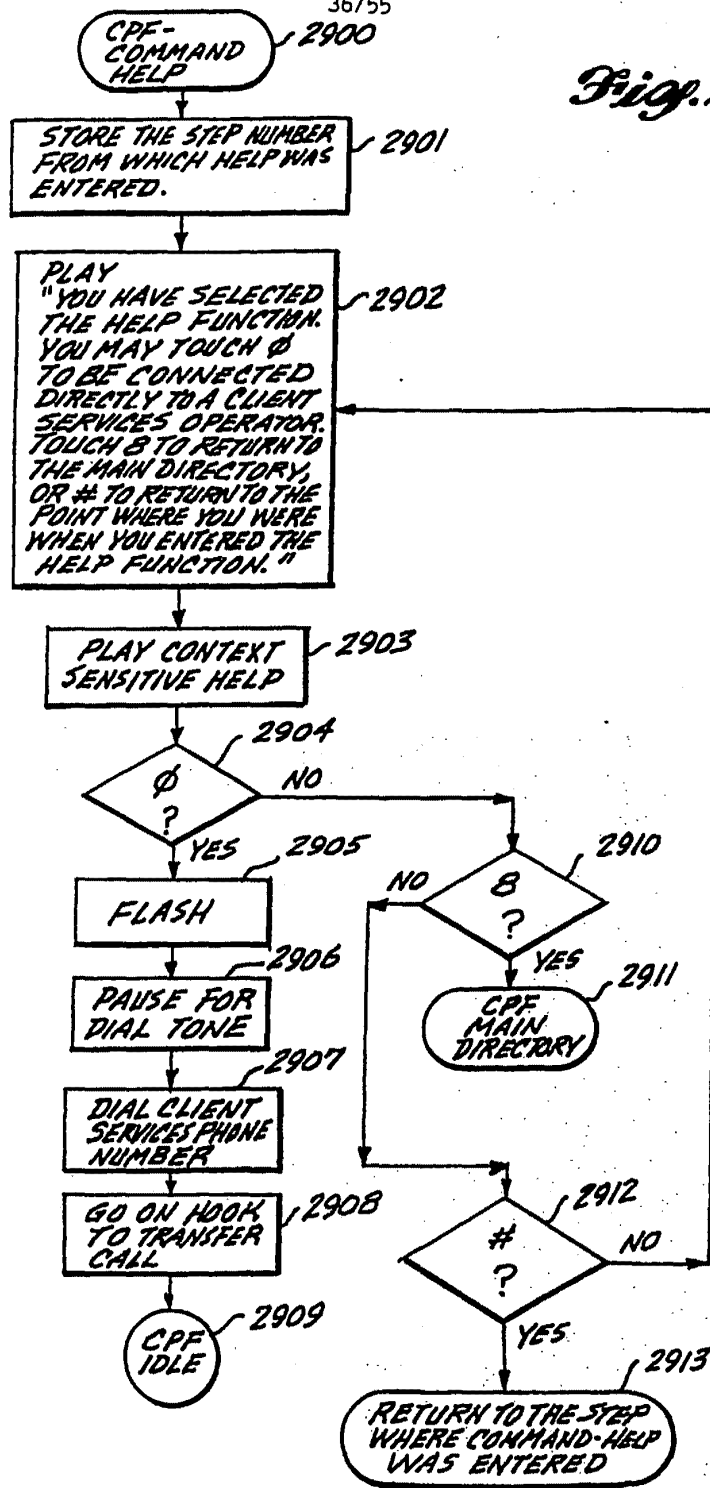 36/55
Fig.
CPF-
COMMAND
HELP
2900
STORE THE STEP NUMBER
FROM WHICH HELP WAS
ENTERED.
2901
PLAY
"YOU HAVE SELECTED
THE HELP FUNCTION.
YOU MAY TOUCH Ø
TO BE CONNECTED
DIRECTLY TO A CLIENT
SERVICES OPERATOR.
TOUCH 8 TO RETURN TO
THE MAIN DIRECTORY,
OR # TO RETURN TO THE
POINT WHERE YOU WERE
WHEN YOU ENTERED THE
HELP FUNCTION."
2902
PLAY CONTEXT
SENSITIVE HELP
2903
Ø
?
2904
NO
YES
FLASH
2905
PAUSE FOR
DIAL TONE
2906
DIAL CLIENT
SERVICES PHONE
NUMBER
2907
GO ON HOOK
TO TRANSFER
CALL
2908
CPF
IDLE
2909
8
?
2910
NO
YES
CPF
MAIN
DIRECTORY
2911
#
?
2912
NO
YES
RETURN TO THE STEP
WHERE COMMAND-HELP
WAS ENTERED
2913